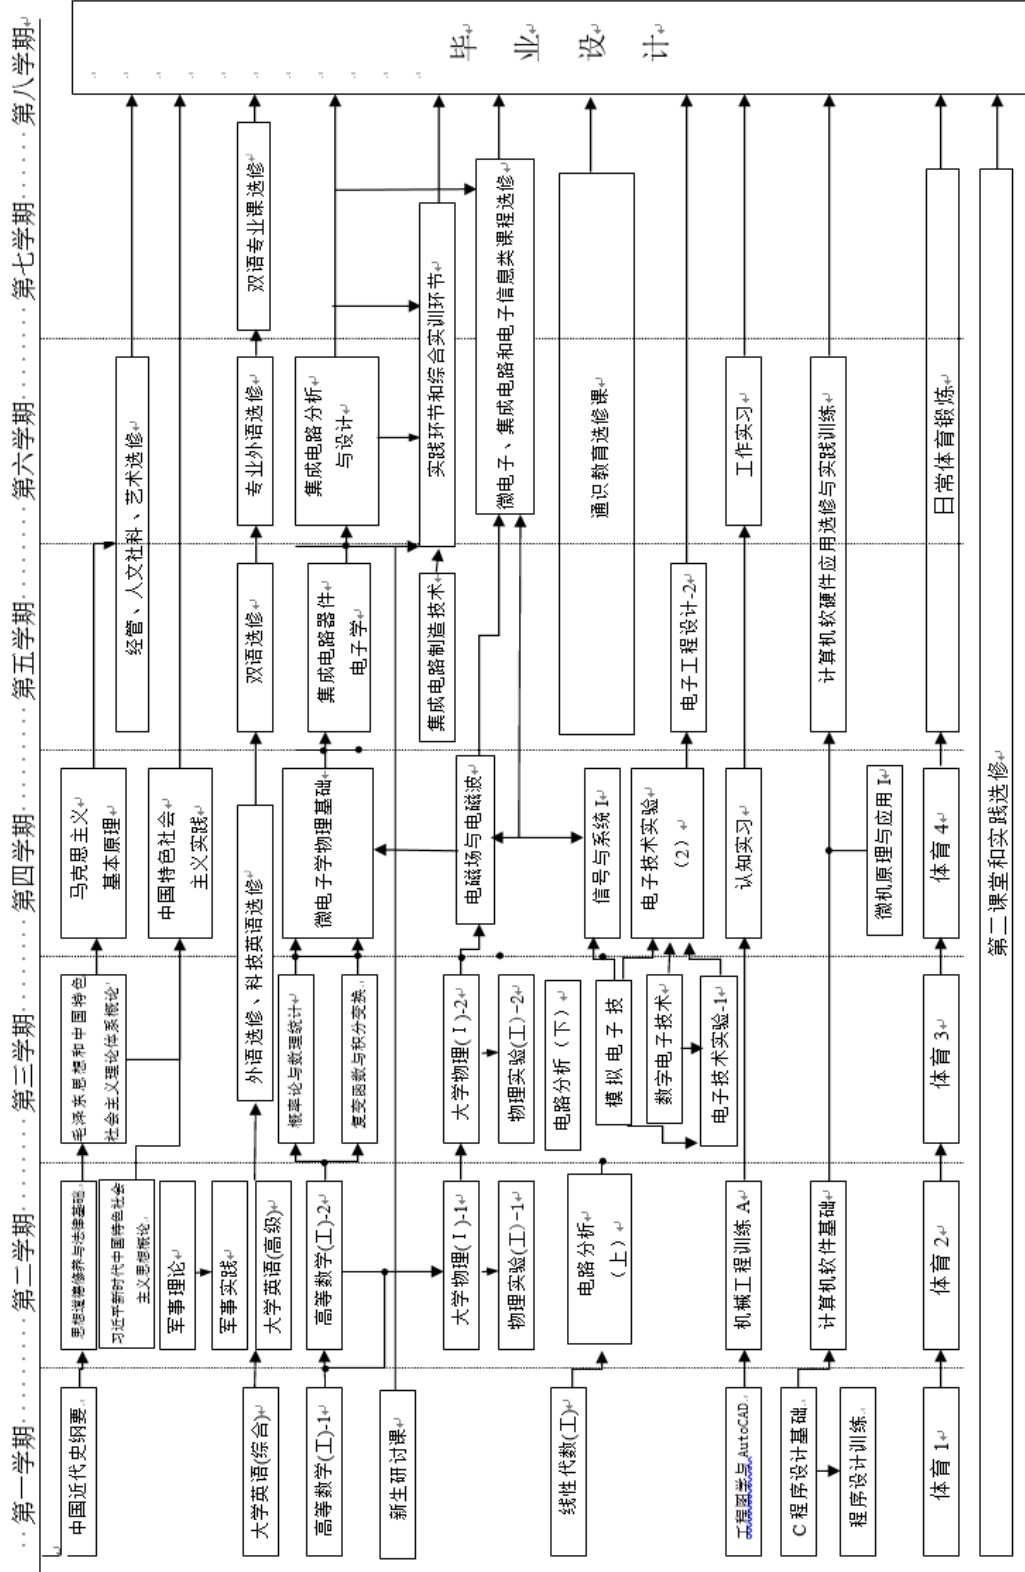 第一学期
第二学期
第三学期
第四学期
第五学期
第六学期
第七学期
第八学期
中国近代史纲要
思想道德修养与法律基础
毛泽东思想和中国特色
社会主义理论体系概论
马克思主义
基本原理
经管、人文社科、艺术选修
习近平新时代中国特色社会
主义思想概论
中国特色社会
主义实践
军事理论
军事实践
大学英语(综合)
大学英语(高级)
外语选修、科技英语选修
双语选修
专业外语选修
双语专业课选修
高等数学(工)-1
高等数学(工)-2
概率论与数理统计
复变函数与积分变换
微电子学物理基础
集成电路器件
电子学
集成电路分析
与设计
新生研讨课
集成电路制造技术
实践环节和综合实训环节
大学物理(Ⅰ)-1
大学物理(Ⅰ)-2
电磁场与电磁波
微电子、集成电路和电子信息类课程选修
物理实验(工)-1
物理实验(工)-2
线性代数(工)
电路分析
（上）
电路分析（下）
模拟电子技
数字电子技术
电子技术实验-1
信号与系统Ⅰ
电子技术实验
（2）
通识教育选修课
电子工程设计-2
工程图学与AutoCAD
机械工程训练A
认知实习
工作实习
C程序设计基础
程序设计训练
计算机软件基础
微机原理与应用Ⅰ
计算机软硬件应用选修与实践训练
体育1
体育2
体育3
体育4
日常体育锻炼
第二课堂和实践选修
毕业设计